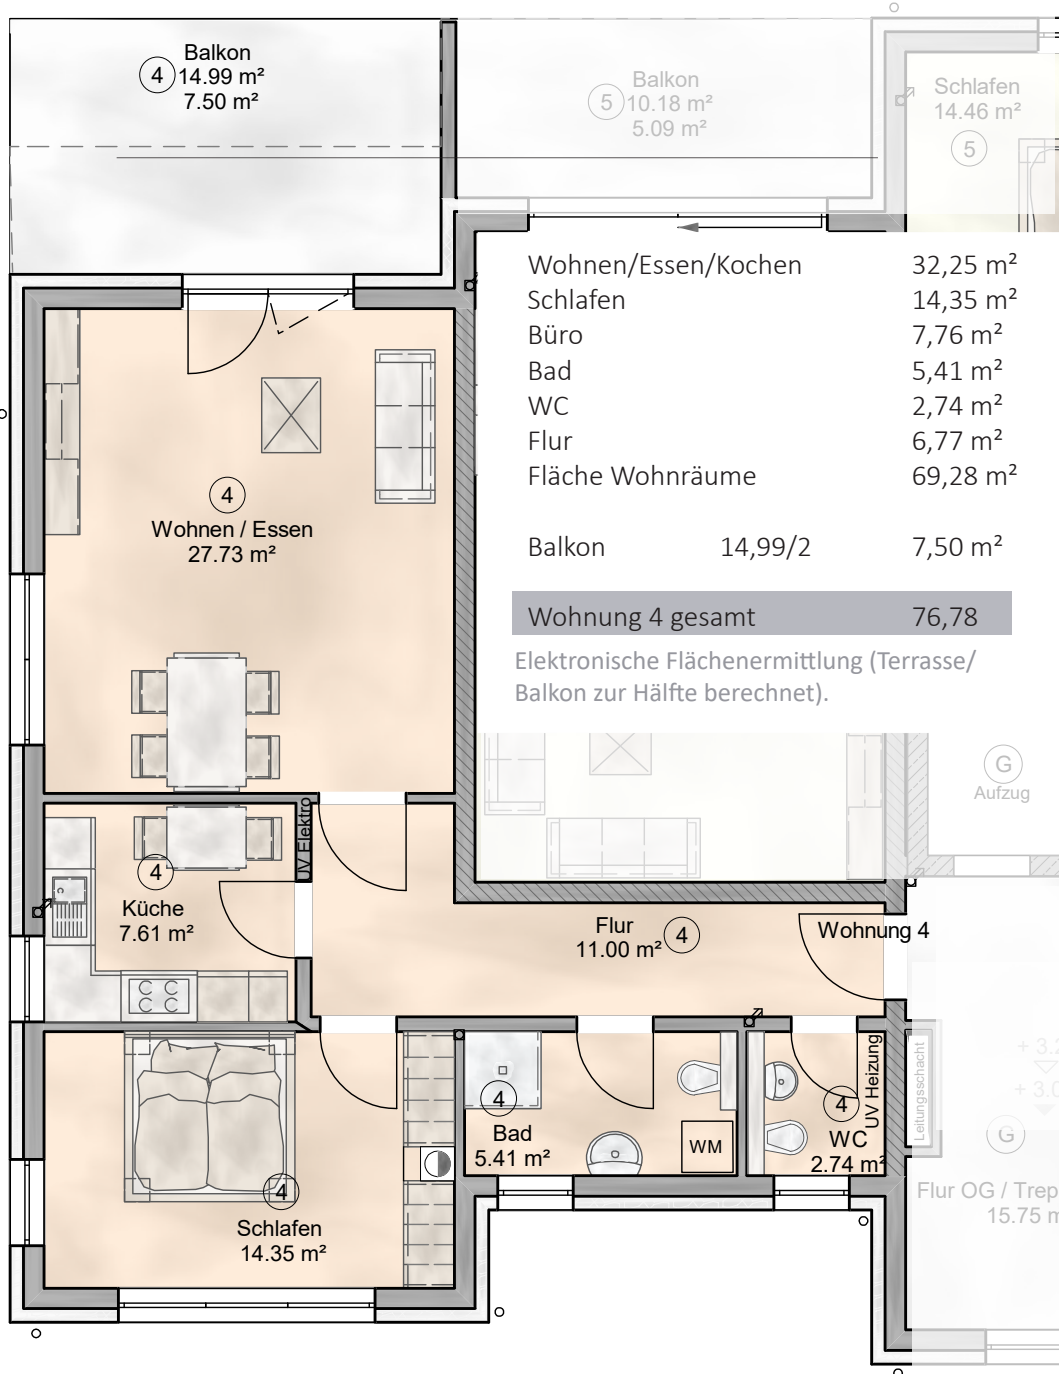 Balkon
4 14.99 m²
7.50 m²
Balkon
5 10.18 m²
5.09 m²
Schlafen
14.46 m²
5
Wohnen/Essen/Kochen 32,25 m²
Schlafen 14,35 m²
Büro 7,76 m²
Bad 5,41 m²
WC 2,74 m²
Flur 6,77 m²
Fläche Wohnräume 69,28 m²
Balkon 14,99/2 7,50 m²
Wohnung 4 gesamt 76,78
Elektronische Flächenermittlung (Terrasse/
Balkon zur Hälfte berechnet).
4
Wohnen / Essen
27.73 m²
G
Aufzug
UV Elektro
4
Küche
7.61 m²
Flur
11.00 m² 4
Wohnung 4
4
Bad
5.41 m²
WM
4
WC
2.74 m²
UV Heizung
Leitungsschacht
+ 3.2
+ 3.0
G
Flur OG / Trep
15.75 m
4
Schlafen
14.35 m²